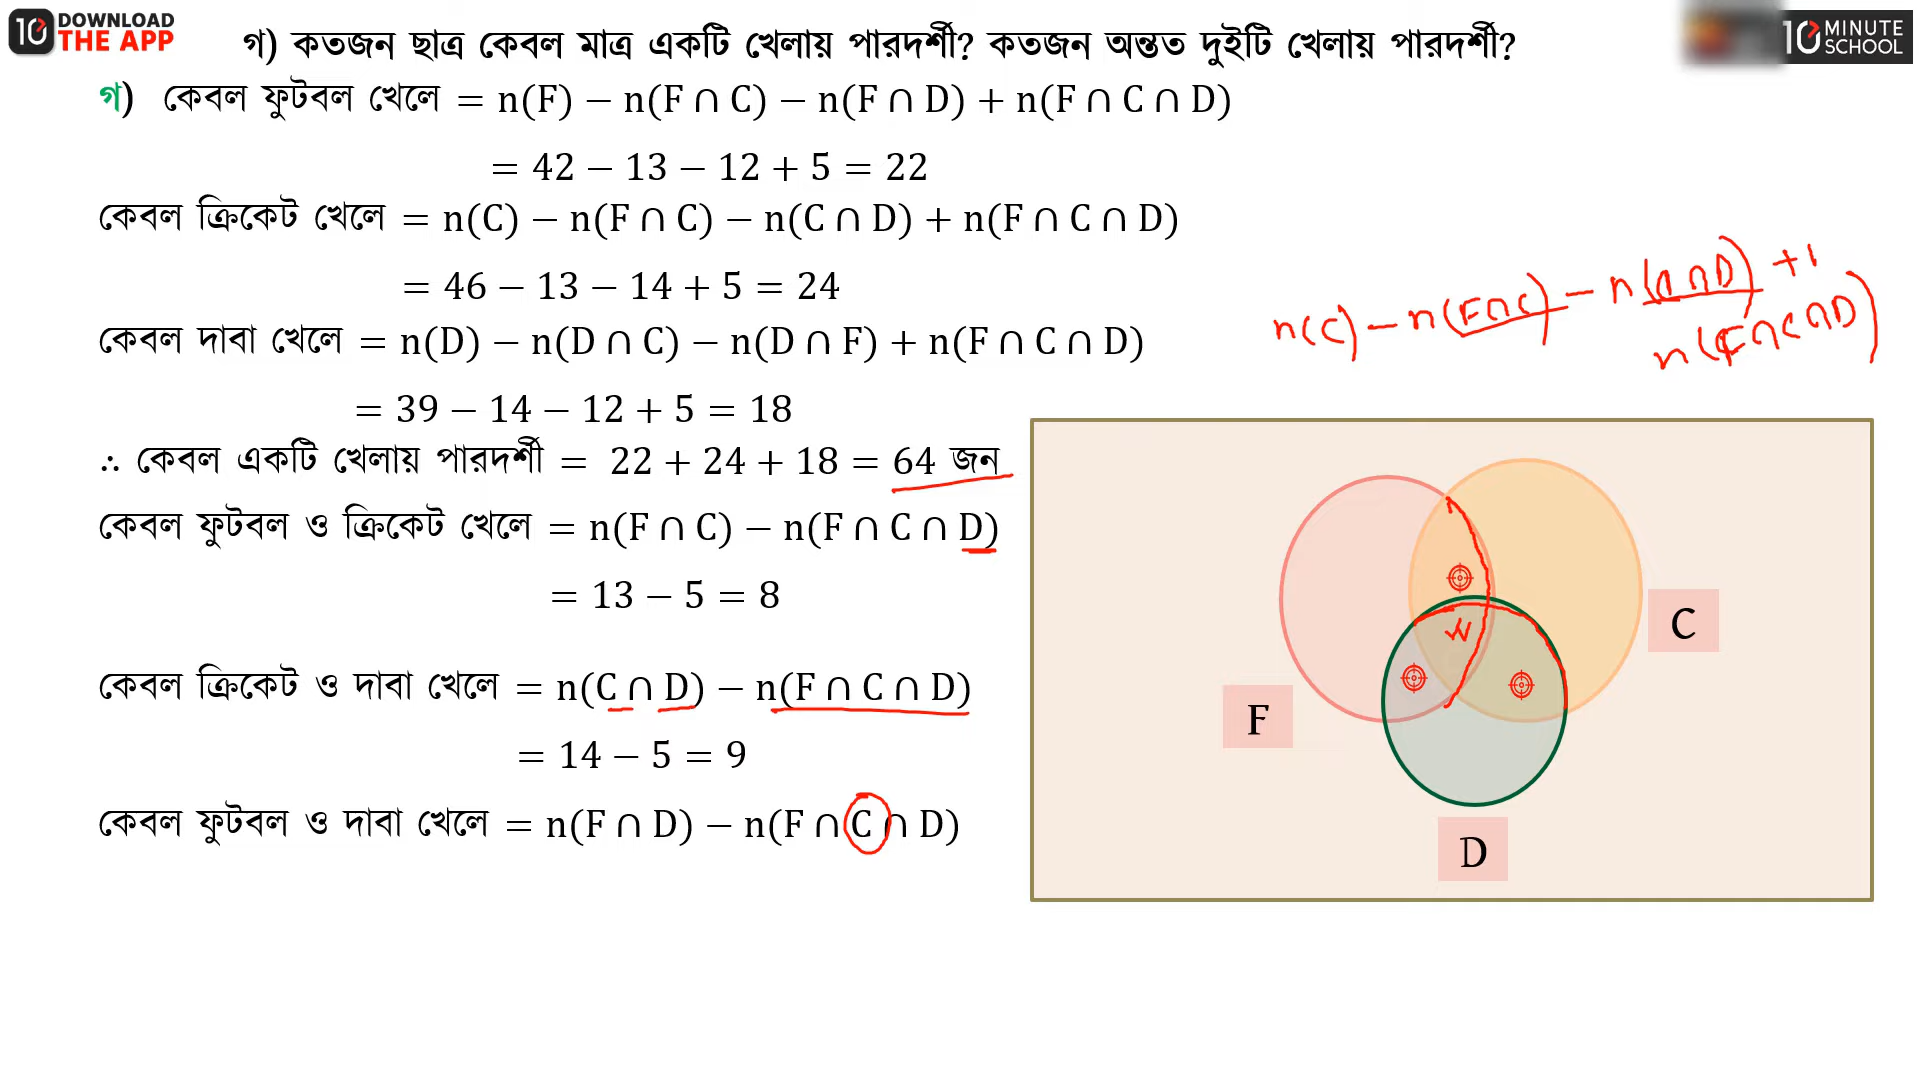 10 DOWNLOAD THE APP
10 MINUTE SCHOOL
গ) কতজন ছাত্র কেবল মাত্র একটি খেলায় পারদর্শী? কতজন অন্তত দুইটি খেলায় পারদর্শী?
গ) কেবল ফুটবল খেলে = n(F) − n(F ∩ C) − n(F ∩ D) + n(F ∩ C ∩ D)
= 42 − 13 − 12 + 5 = 22
কেবল ক্রিকেট খেলে = n(C) − n(F ∩ C) − n(C ∩ D) + n(F ∩ C ∩ D)
= 46 − 13 − 14 + 5 = 24
কেবল দাবা খেলে = n(D) − n(D ∩ C) − n(D ∩ F) + n(F ∩ C ∩ D)
= 39 − 14 − 12 + 5 = 18
∴ কেবল একটি খেলায় পারদর্শী = 22 + 24 + 18 = 64 জন
কেবল ফুটবল ও ক্রিকেট খেলে = n(F ∩ C) − n(F ∩ C ∩ D)
= 13 − 5 = 8
কেবল ক্রিকেট ও দাবা খেলে = n(C ∩ D) − n(F ∩ C ∩ D)
= 14 − 5 = 9
কেবল ফুটবল ও দাবা খেলে = n(F ∩ D) − n(F ∩ C ∩ D)
n(C) − n(F∩C) − n(C∩D) +
n(F∩C∩D)
C
F
D